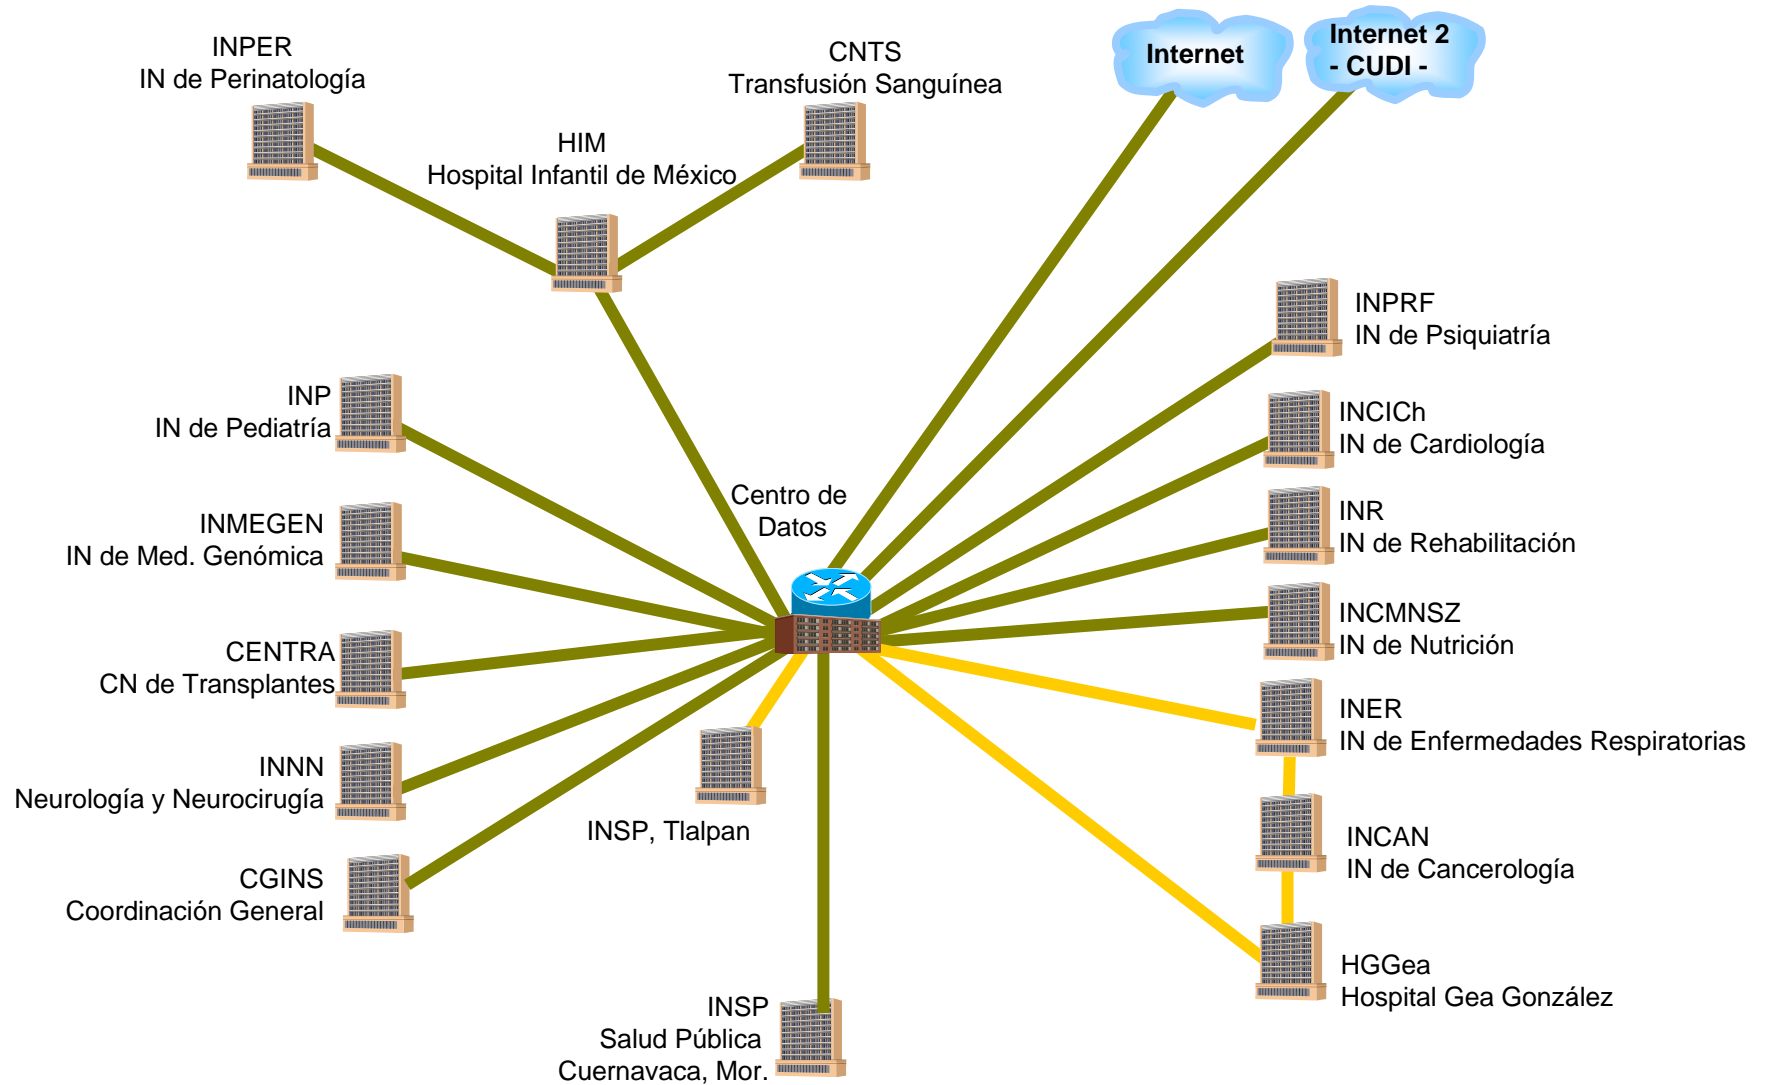 INPER
IN de Perinatología
CNTS
Transfusión Sanguínea
Internet
Internet 2
- CUDI -
HIM
Hospital Infantil de México
INPRF
IN de Psiquiatría
INP
IN de Pediatría
INCICh
IN de Cardiología
Centro de
Datos
INMEGEN
IN de Med. Genómica
INR
IN de Rehabilitación
INCMNSZ
IN de Nutrición
CENTRA
CN de Transplantes
INER
IN de Enfermedades Respiratorias
INNN
Neurología y Neurocirugía
INSP, Tlalpan
INCAN
IN de Cancerología
CGINS
Coordinación General
HGGea
Hospital Gea González
INSP
Salud Pública
Cuernavaca, Mor.